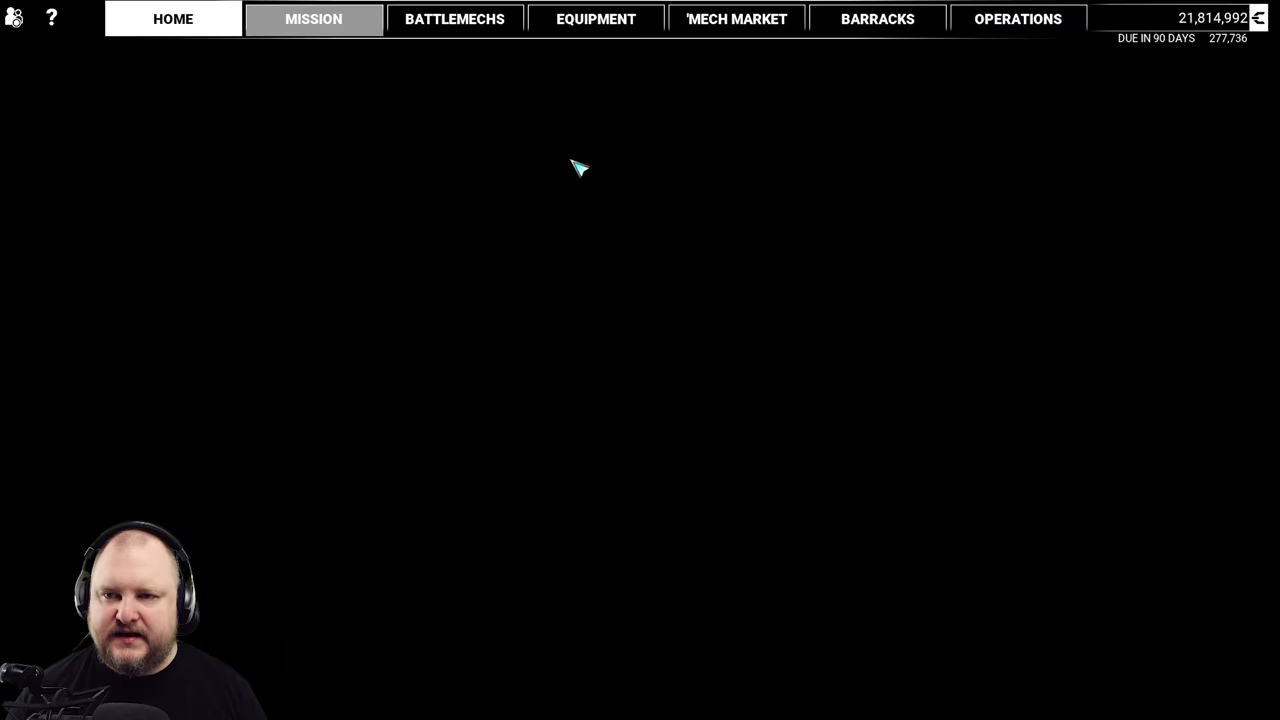 ? HOME MISSION BATTLEMECHS EQUIPMENT 'MECH MARKET BARRACKS OPERATIONS 21,814,992
DUE IN 90 DAYS 277,736